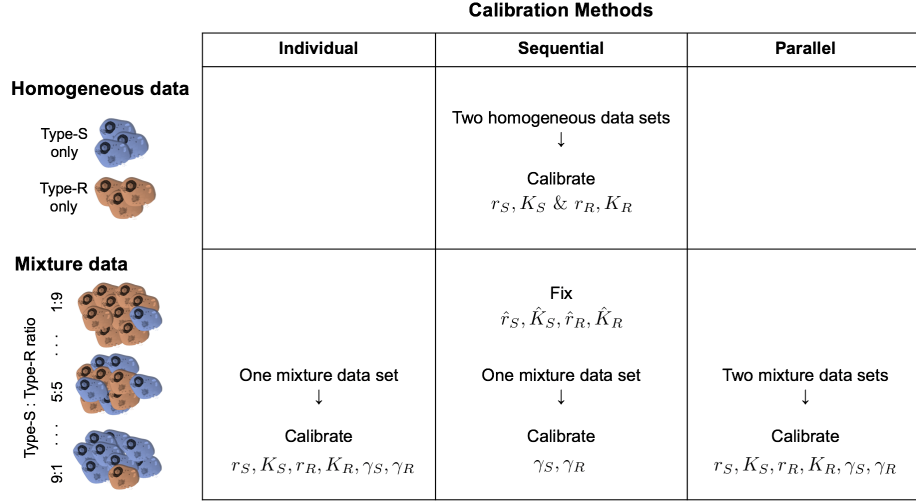 Calibration Methods
Individual
Sequential
Parallel
Homogeneous data
Type-S
only
Type-R
only
Two homogeneous data sets
↓
Calibrate
r_S, K_S & r_R, K_R
Mixture data
Type-S : Type-R ratio
1:9
. . .
5:5
. . .
9:1
Fix
r̂_S, K̂_S, r̂_R, K̂_R
One mixture data set
↓
Calibrate
r_S, K_S, r_R, K_R, γ_S, γ_R
One mixture data set
↓
Calibrate
γ_S, γ_R
Two mixture data sets
↓
Calibrate
r_S, K_S, r_R, K_R, γ_S, γ_R